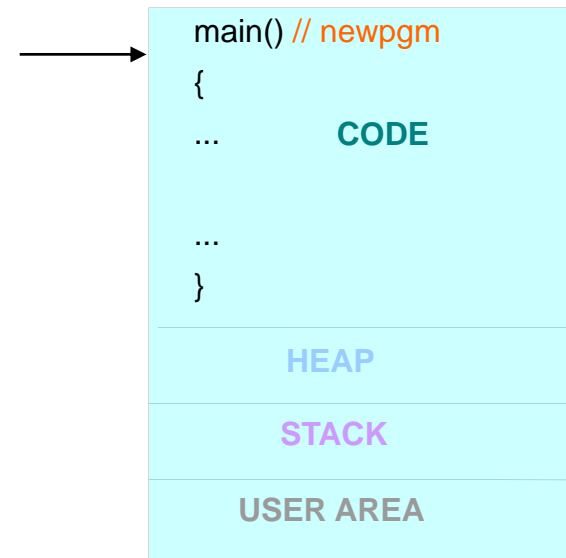 main() // newpgm
{
... CODE
...
}
HEAP
STACK
USER AREA